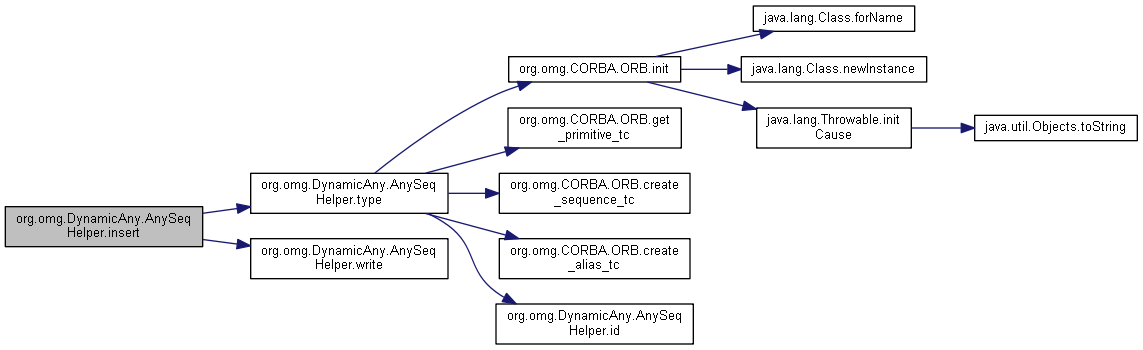 java.lang.Class.forName
org.omg.CORBA.ORB.init
java.lang.Class.newInstance
java.lang.Throwable.init
Cause
java.util.Objects.toString
org.omg.CORBA.ORB.get
_primitive_tc
org.omg.DynamicAny.AnySeq
Helper.type
org.omg.CORBA.ORB.create
_sequence_tc
org.omg.DynamicAny.AnySeq
Helper.insert
org.omg.DynamicAny.AnySeq
Helper.write
org.omg.CORBA.ORB.create
_alias_tc
org.omg.DynamicAny.AnySeq
Helper.id